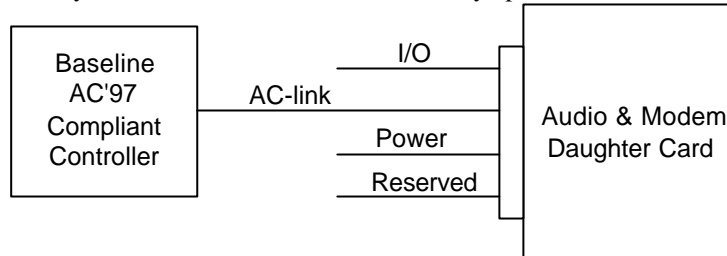 Baseline
AC'97
Compliant
Controller
AC-link
I/O
Power
Reserved
Audio & Modem
Daughter Card